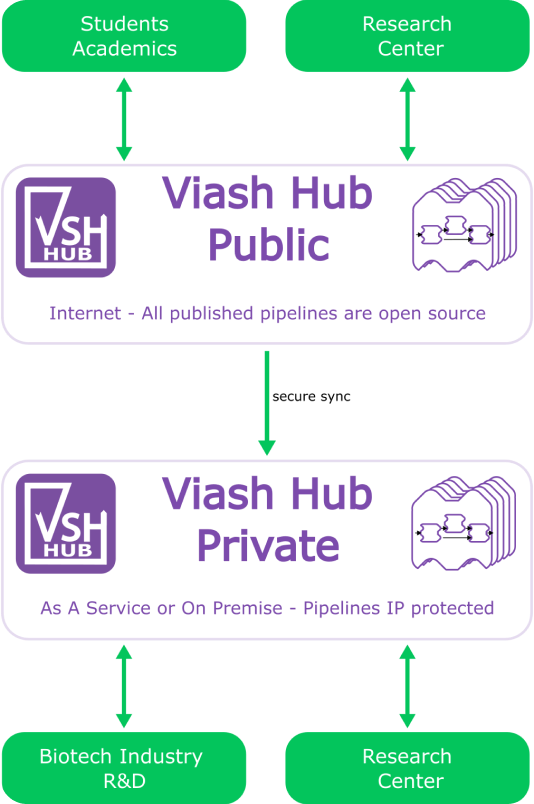 Students
Academics
Research
Center
VSH
HUB
Viash Hub
Public
Internet - All published pipelines are open source
secure sync
VSH
HUB
Viash Hub
Private
As A Service or On Premise - Pipelines IP protected
Biotech Industry
R&D
Research
Center